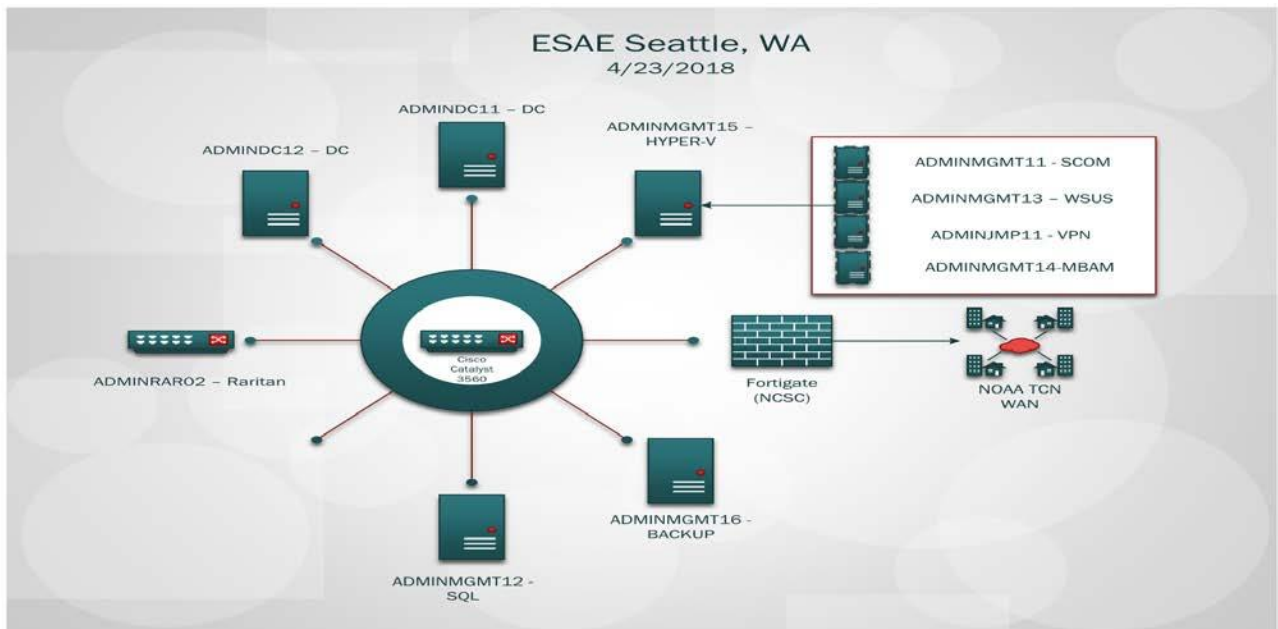 ESAE Seattle, WA
4/23/2018
ADMINDC11 – DC
ADMINDC12 – DC
ADMINMGMT15 –
HYPER-V
ADMINMGMT11 - SCOM
ADMINMGMT13 – WSUS
ADMINJMP11 - VPN
ADMINMGMT14-MBAM
Cisco
Catalyst
3560
ADMINRAR02 – Raritan
Fortigate
(NCSC)
NOAA TCN
WAN
ADMINMGMT16 -
BACKUP
ADMINMGMT12 -
SQL